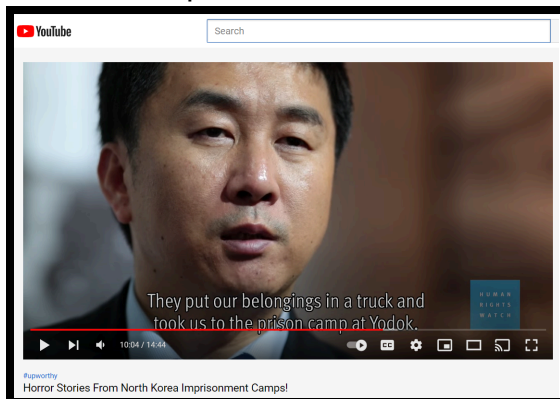 YouTube
Search
They put our belongings in a truck and
took us to the prison camp at Yodok.
HUMAN
RIGHTS
WATCH
10:04 / 14:44
CC
#upworthy
Horror Stories From North Korea Imprisonment Camps!